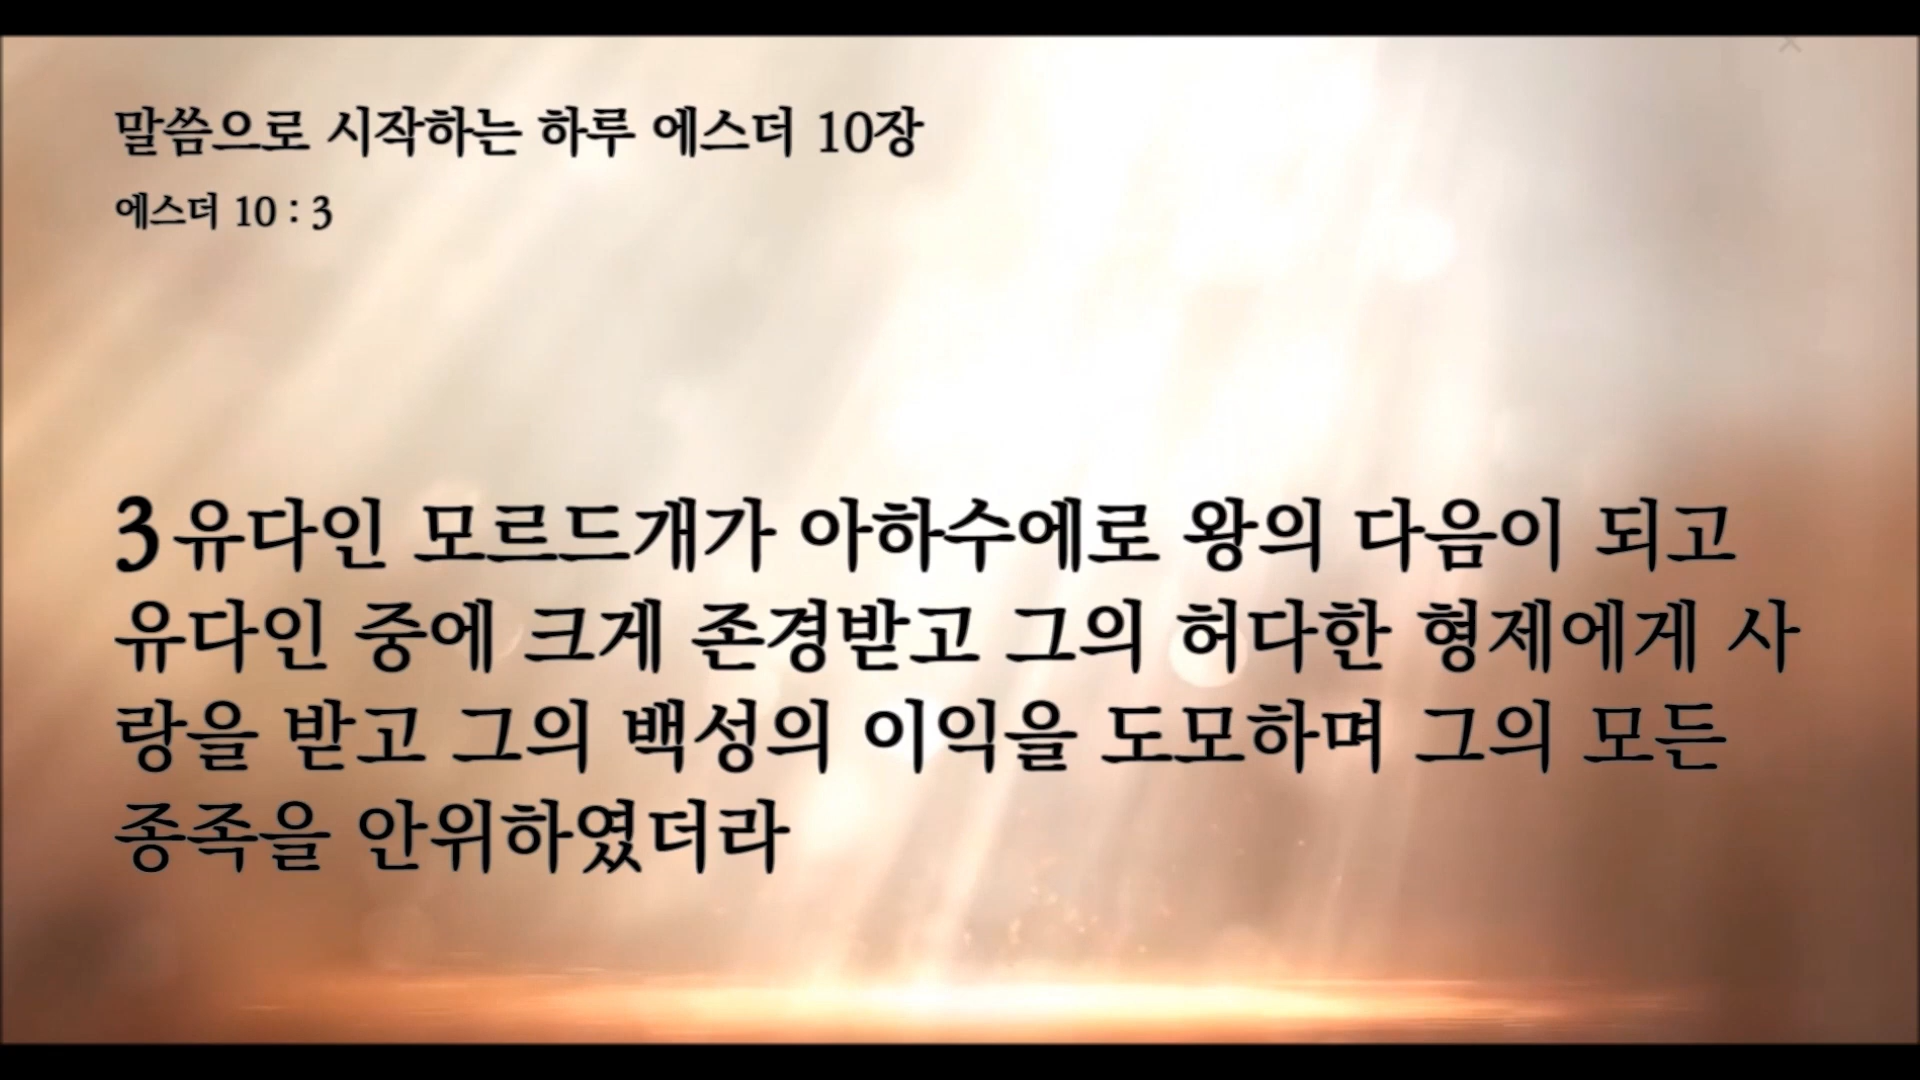 말씀으로 시작하는 하루 에스더 10장
에스더 10 : 3
3 유다인 모르드개가 아하수에로 왕의 다음이 되고
유다인 중에 크게 존경받고 그의 허다한 형제에게 사
랑을 받고 그의 백성의 이익을 도모하며 그의 모든
종족을 안위하였더라